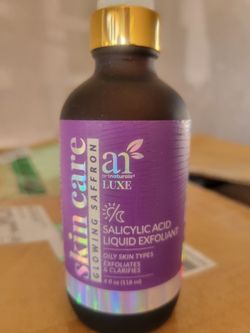 skin care
GLOWING SAFFRON
an
artnaturals®
LUXE
SALICYLIC ACID
LIQUID EXFOLIANT
OILY SKIN TYPES
EXFOLIATES
& CLARIFIES
4 fl oz (118 ml)